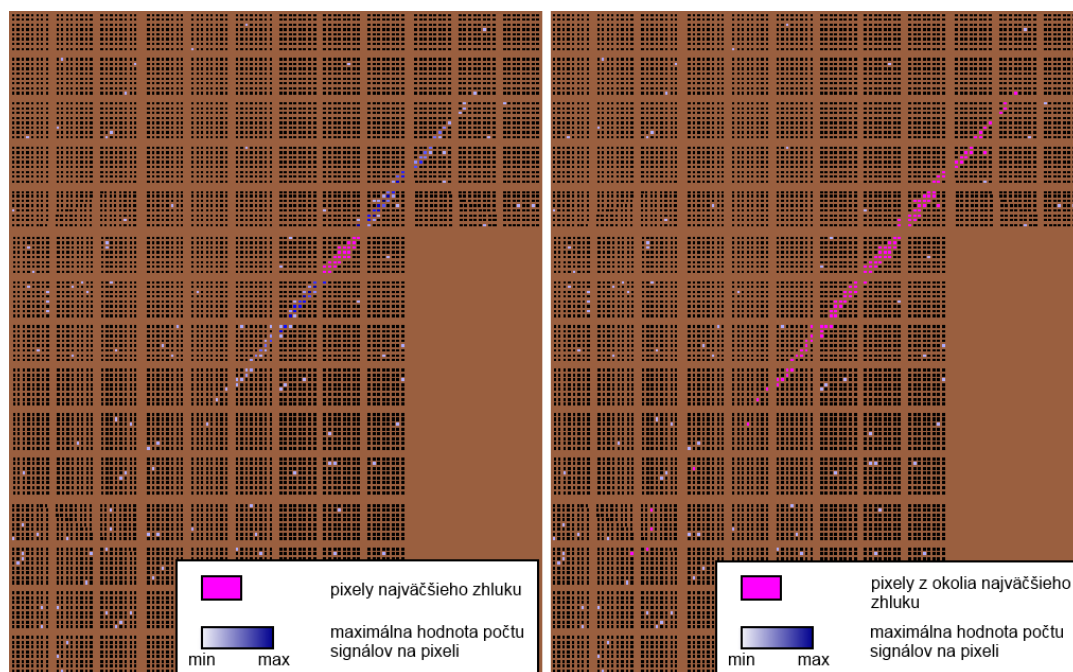 pixely najväčšieho zhluku
maximálna hodnota počtu
signálov na pixeli
min max
pixely z okolia najväčšieho
zhluku
maximálna hodnota počtu
signálov na pixeli
min max